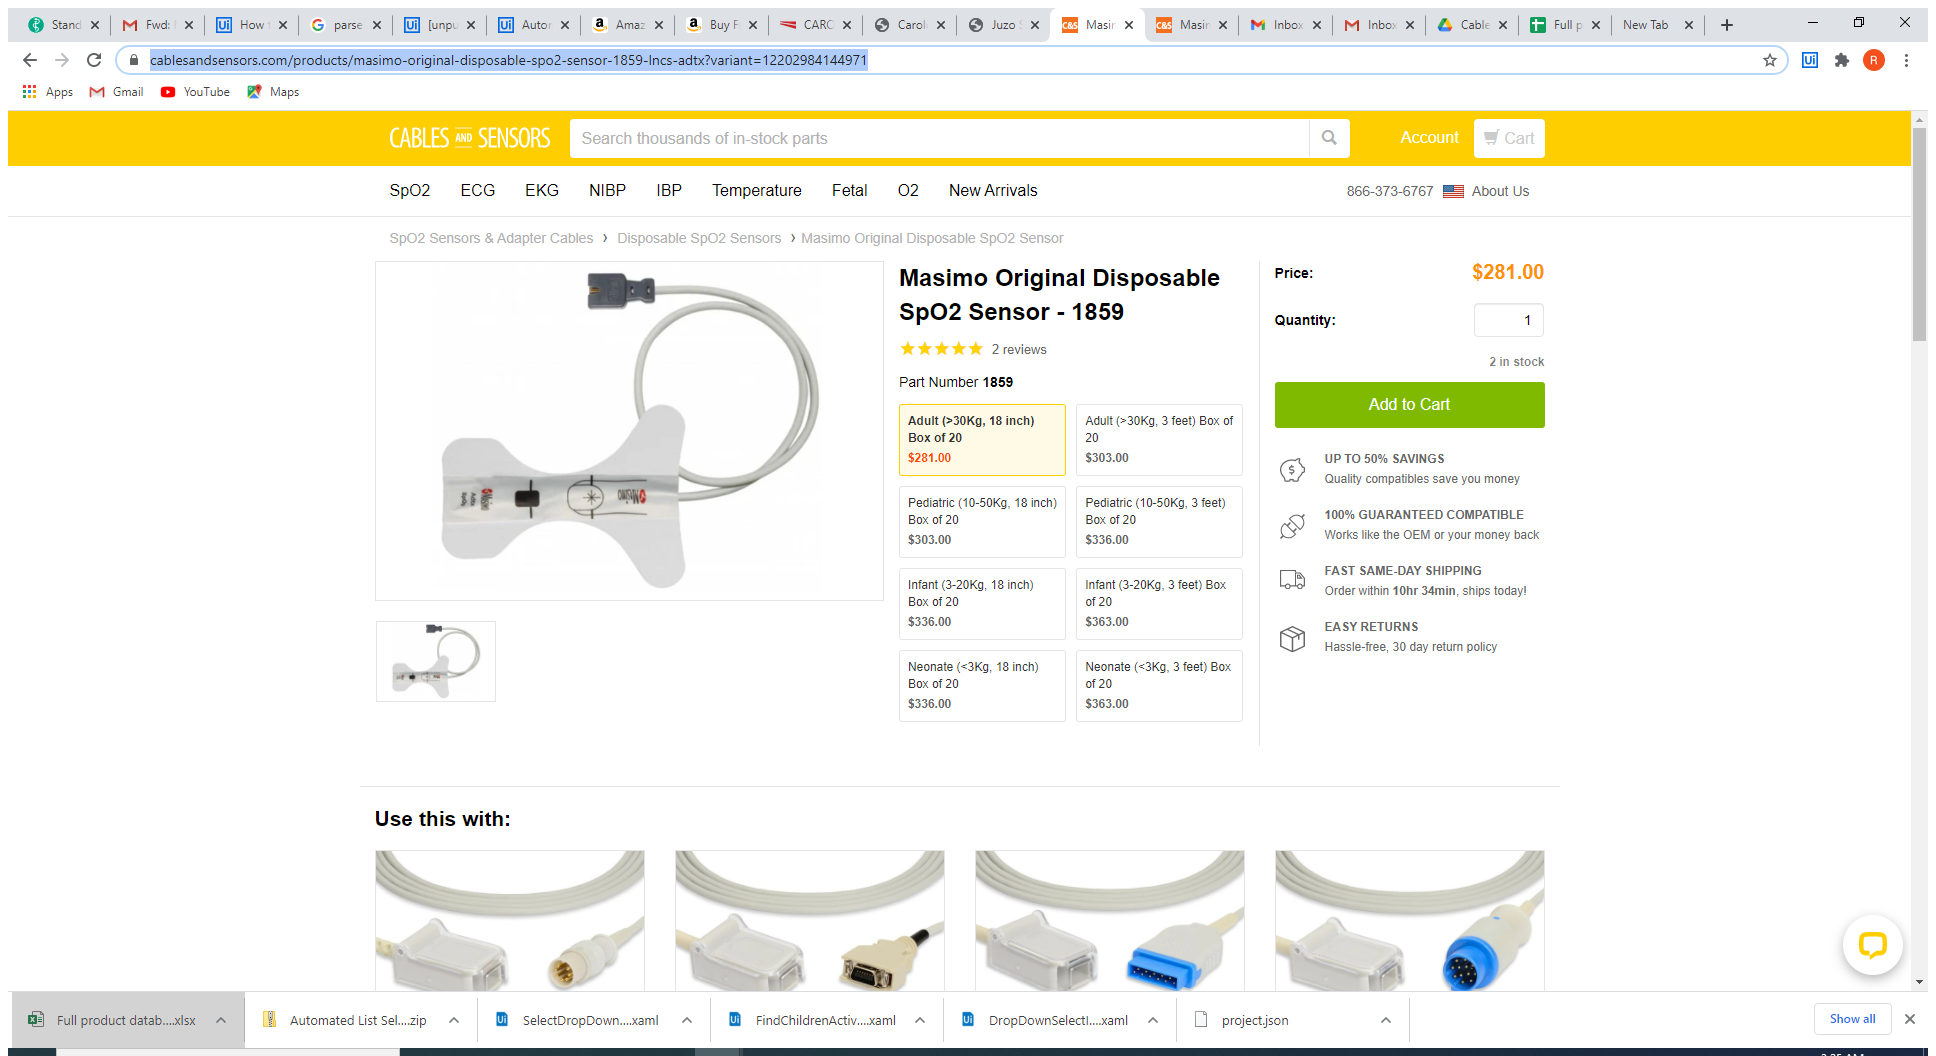 Stand
Fwd:
How t
parse
[unpu
Autor
Amaz
Buy F
CARC
Carol
Juzo S
Masir
Masir
Inbox
Inbox
Cable
Full p
New Tab
cablesandsensors.com/products/masimo-original-disposable-spo2-sensor-1859-lncs-adtx?variant=12202984144971
R
Apps Gmail YouTube Maps
CABLES AND SENSORS
Search thousands of in-stock parts
Account Cart
SpO2 ECG EKG NIBP IBP Temperature Fetal O2 New Arrivals
866-373-6767 About Us
SpO2 Sensors & Adapter Cables › Disposable SpO2 Sensors › Masimo Original Disposable SpO2 Sensor
Masimo Original Disposable
SpO2 Sensor - 1859
2 reviews
Part Number 1859
Adult (>30Kg, 18 inch)
Box of 20
$281.00
Adult (>30Kg, 3 feet) Box of
20
$303.00
Pediatric (10-50Kg, 18 inch)
Box of 20
$303.00
Pediatric (10-50Kg, 3 feet)
Box of 20
$336.00
Infant (3-20Kg, 18 inch)
Box of 20
$336.00
Infant (3-20Kg, 3 feet) Box
of 20
$363.00
Neonate (<3Kg, 18 inch)
Box of 20
$336.00
Neonate (<3Kg, 3 feet) Box
of 20
$363.00
Price: $281.00
Quantity: 1
2 in stock
Add to Cart
UP TO 50% SAVINGS
Quality compatibles save you money
100% GUARANTEED COMPATIBLE
Works like the OEM or your money back
FAST SAME-DAY SHIPPING
Order within 10hr 34min, ships today!
EASY RETURNS
Hassle-free, 30 day return policy
Masimo
Use this with:
Full product datab....xlsx
Automated List Sel....zip
SelectDropDown....xaml
FindChildrenActiv....xaml
DropDownSelectI....xaml
project.json
Show all